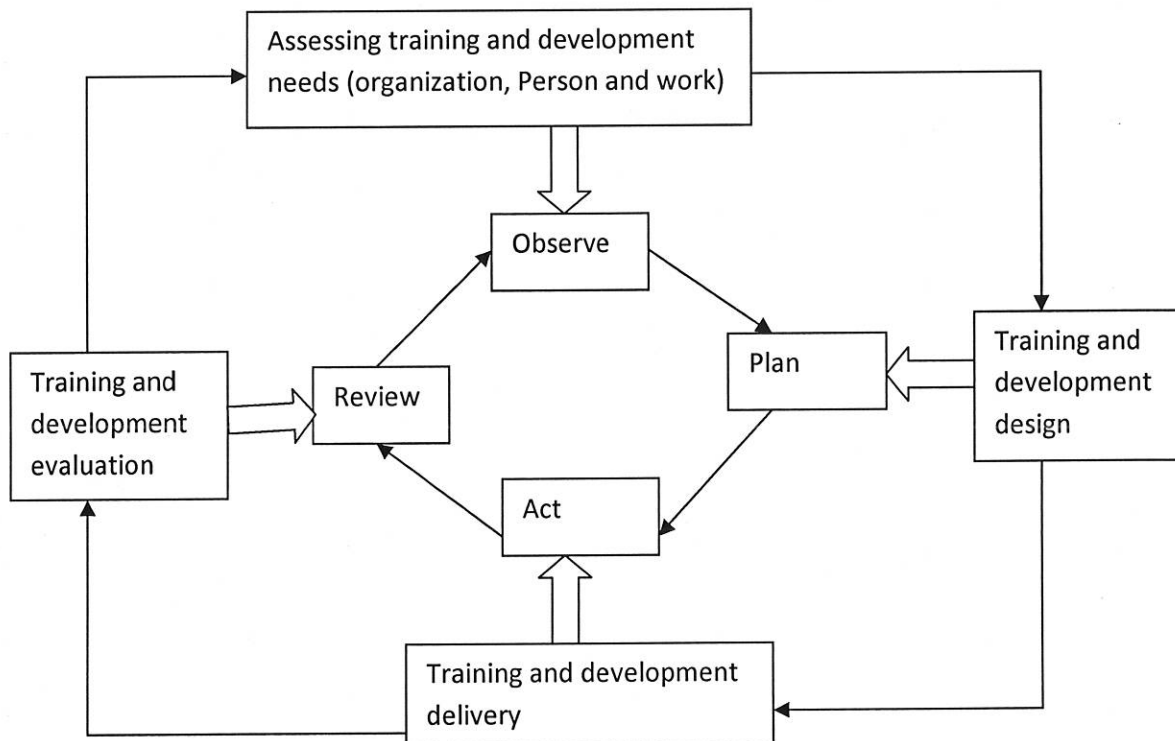 Assessing training and development
needs (organization, Person and work)
Observe
Plan
Training and
development
design
Training and
development
evaluation
Review
Act
Training and development
delivery